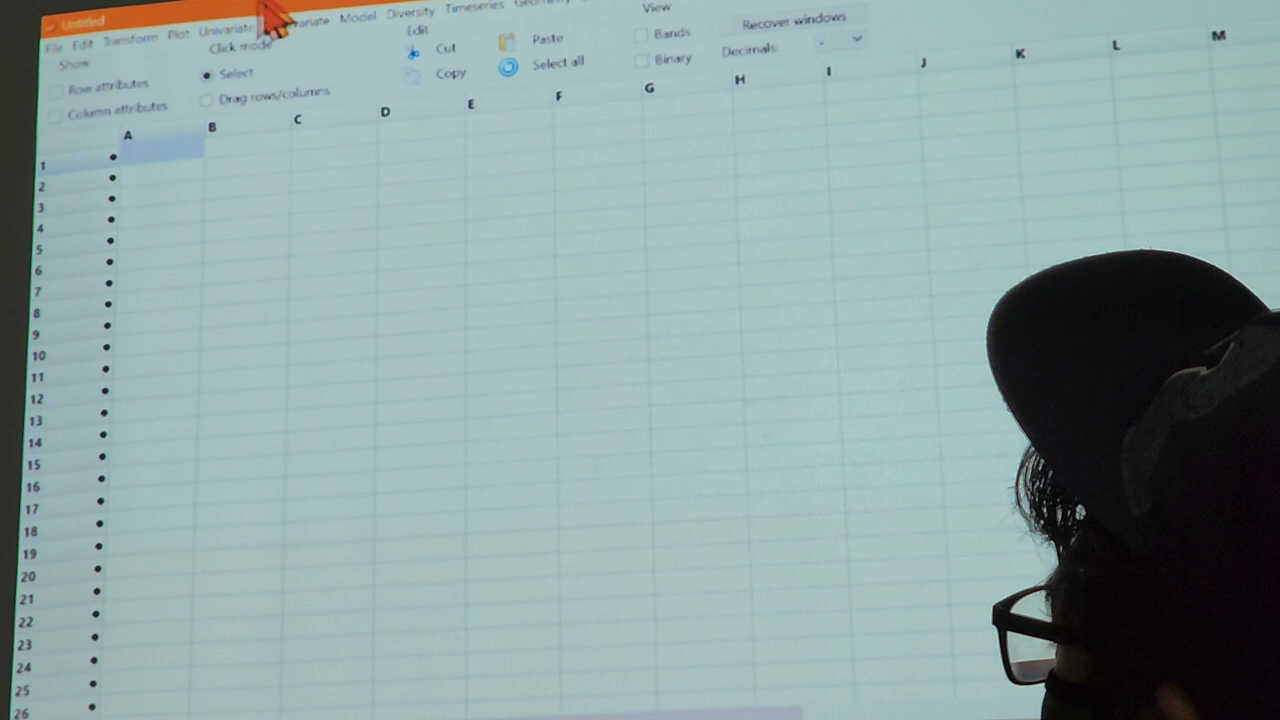 Untitled
File Edit Transform Plot Univariate Model Diversity Timeseries
Show
Click mode
Edit
View
Row attributes
Select
Cut
Paste
Bands
Recover windows
Column attributes
Drag rows/columns
Copy
Select all
Binary
Decimals: -
A B C D E F G H I J K L M
1
2
3
4
5
6
7
8
9
10
11
12
13
14
15
16
17
18
19
20
21
22
23
24
25
26